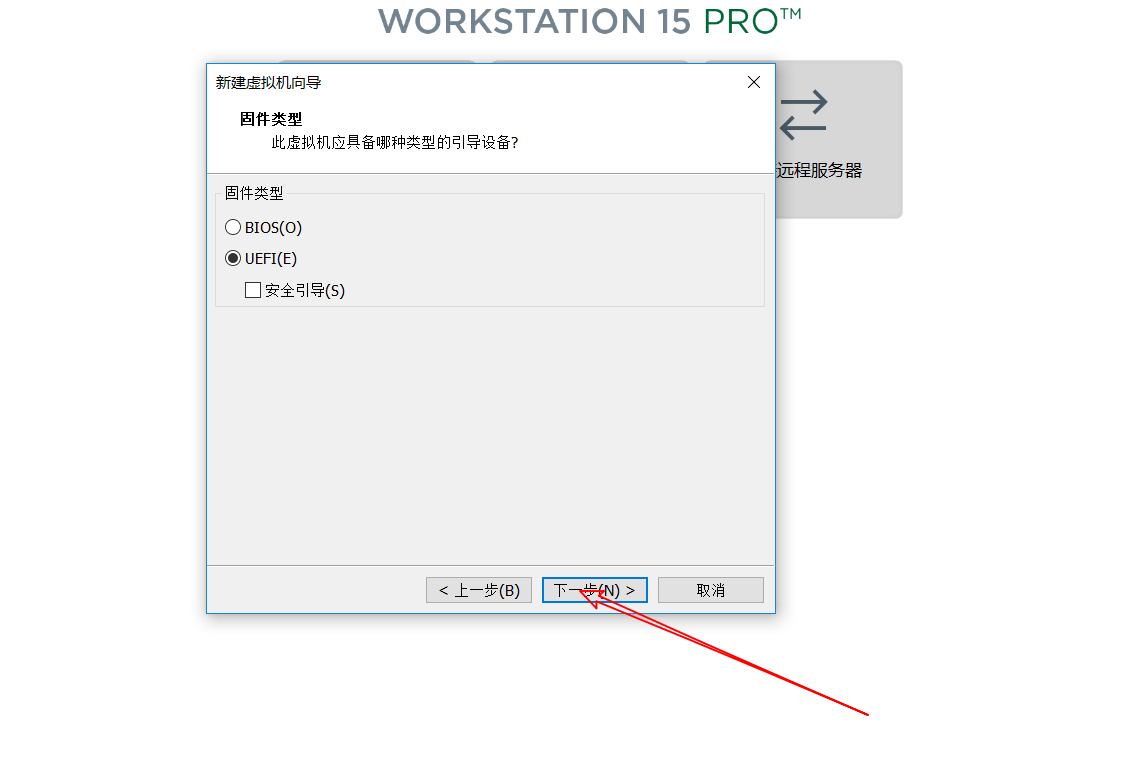 WORKSTATION 15 PRO™
新建虚拟机向导
固件类型
此虚拟机应具备哪种类型的引导设备?
远程服务器
固件类型
BIOS(O)
UEFI(E)
安全引导(S)
< 上一步(B)
下一步(N) >
取消